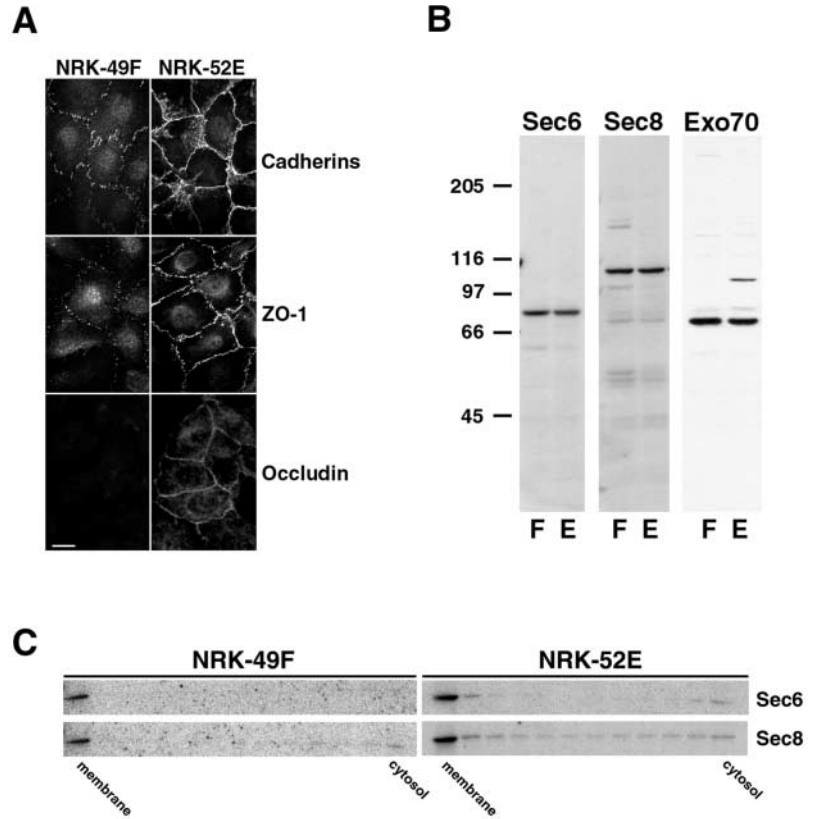 A
NRK-49F NRK-52E
Cadherins
ZO-1
Occludin
B
Sec6 Sec8 Exo70
205
116
97
66
45
F E F E F E
C
NRK-49F NRK-52E
Sec6
Sec8
membrane cytosol membrane cytosol